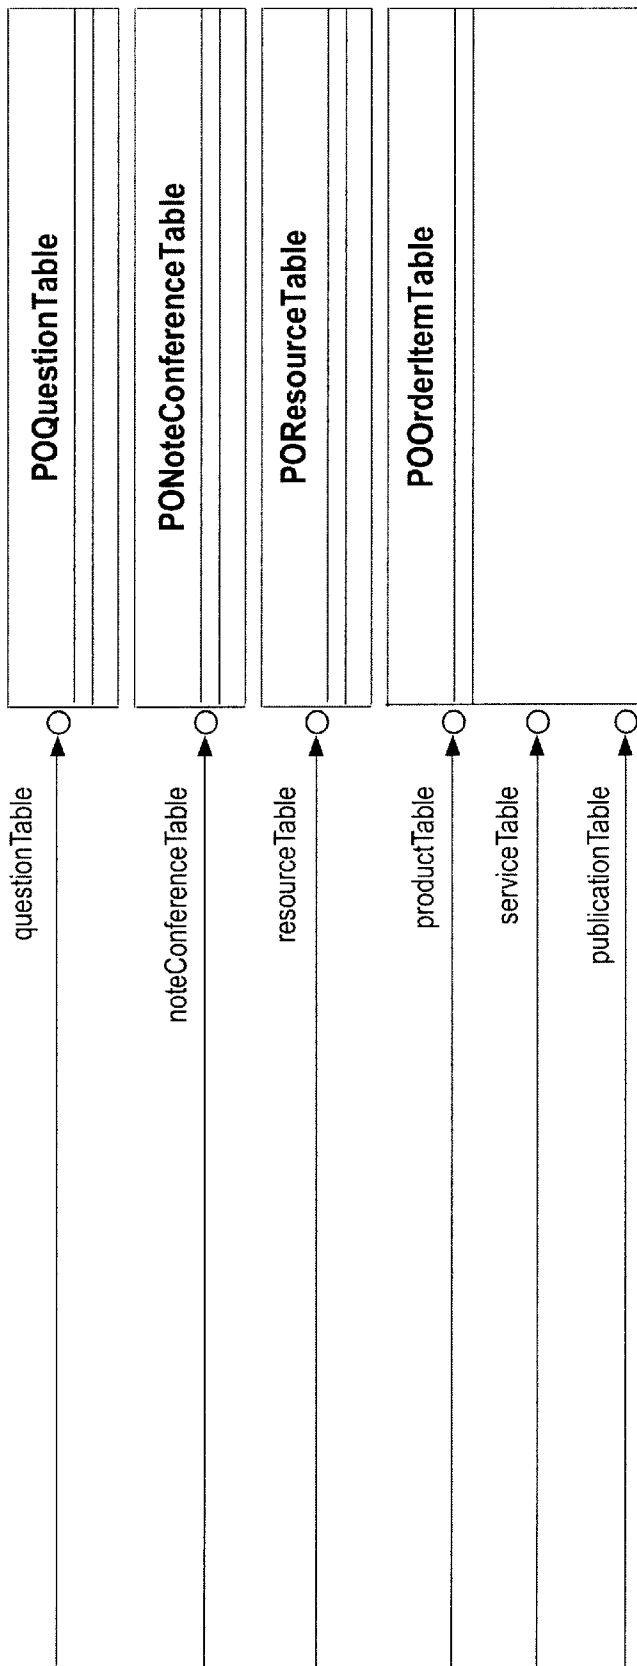 questionTable
POQuestionTable
noteConferenceTable
PONoteConferenceTable
resourceTable
POResourceTable
productTable
POOrderItemTable
serviceTable
publicationTable